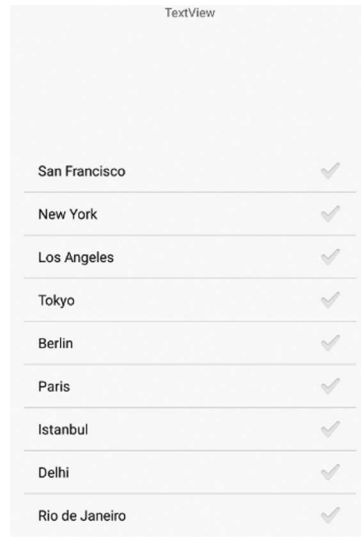 TextView
San Francisco
New York
Los Angeles
Tokyo
Berlin
Paris
Istanbul
Delhi
Rio de Janeiro